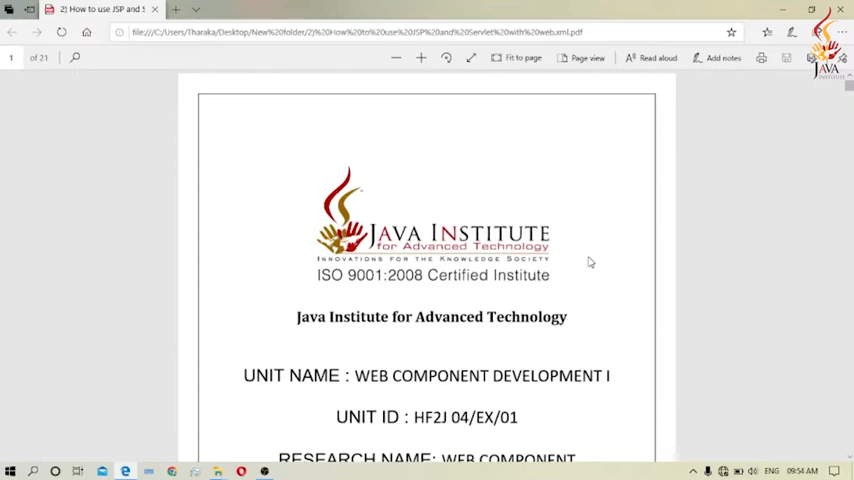 2) How to use JSP and S
file:///C:/Users/Tharaka/Desktop/New%20folder/2)%20How%20to%20use%20JSP%20and%20Servlet%20with%20web.xml.pdf
1 of 21 Fit to page Page view Read aloud Add notes
JAVA
INSTITUTE
JAVA INSTITUTE
for Advanced Technology
INNOVATIONS FOR THE KNOWLEDGE SOCIETY
ISO 9001:2008 Certified Institute
Java Institute for Advanced Technology
UNIT NAME : WEB COMPONENT DEVELOPMENT I
UNIT ID : HF2J 04/EX/01
RESEARCH NAME: WEB COMPONENT
ENG 09:54 AM